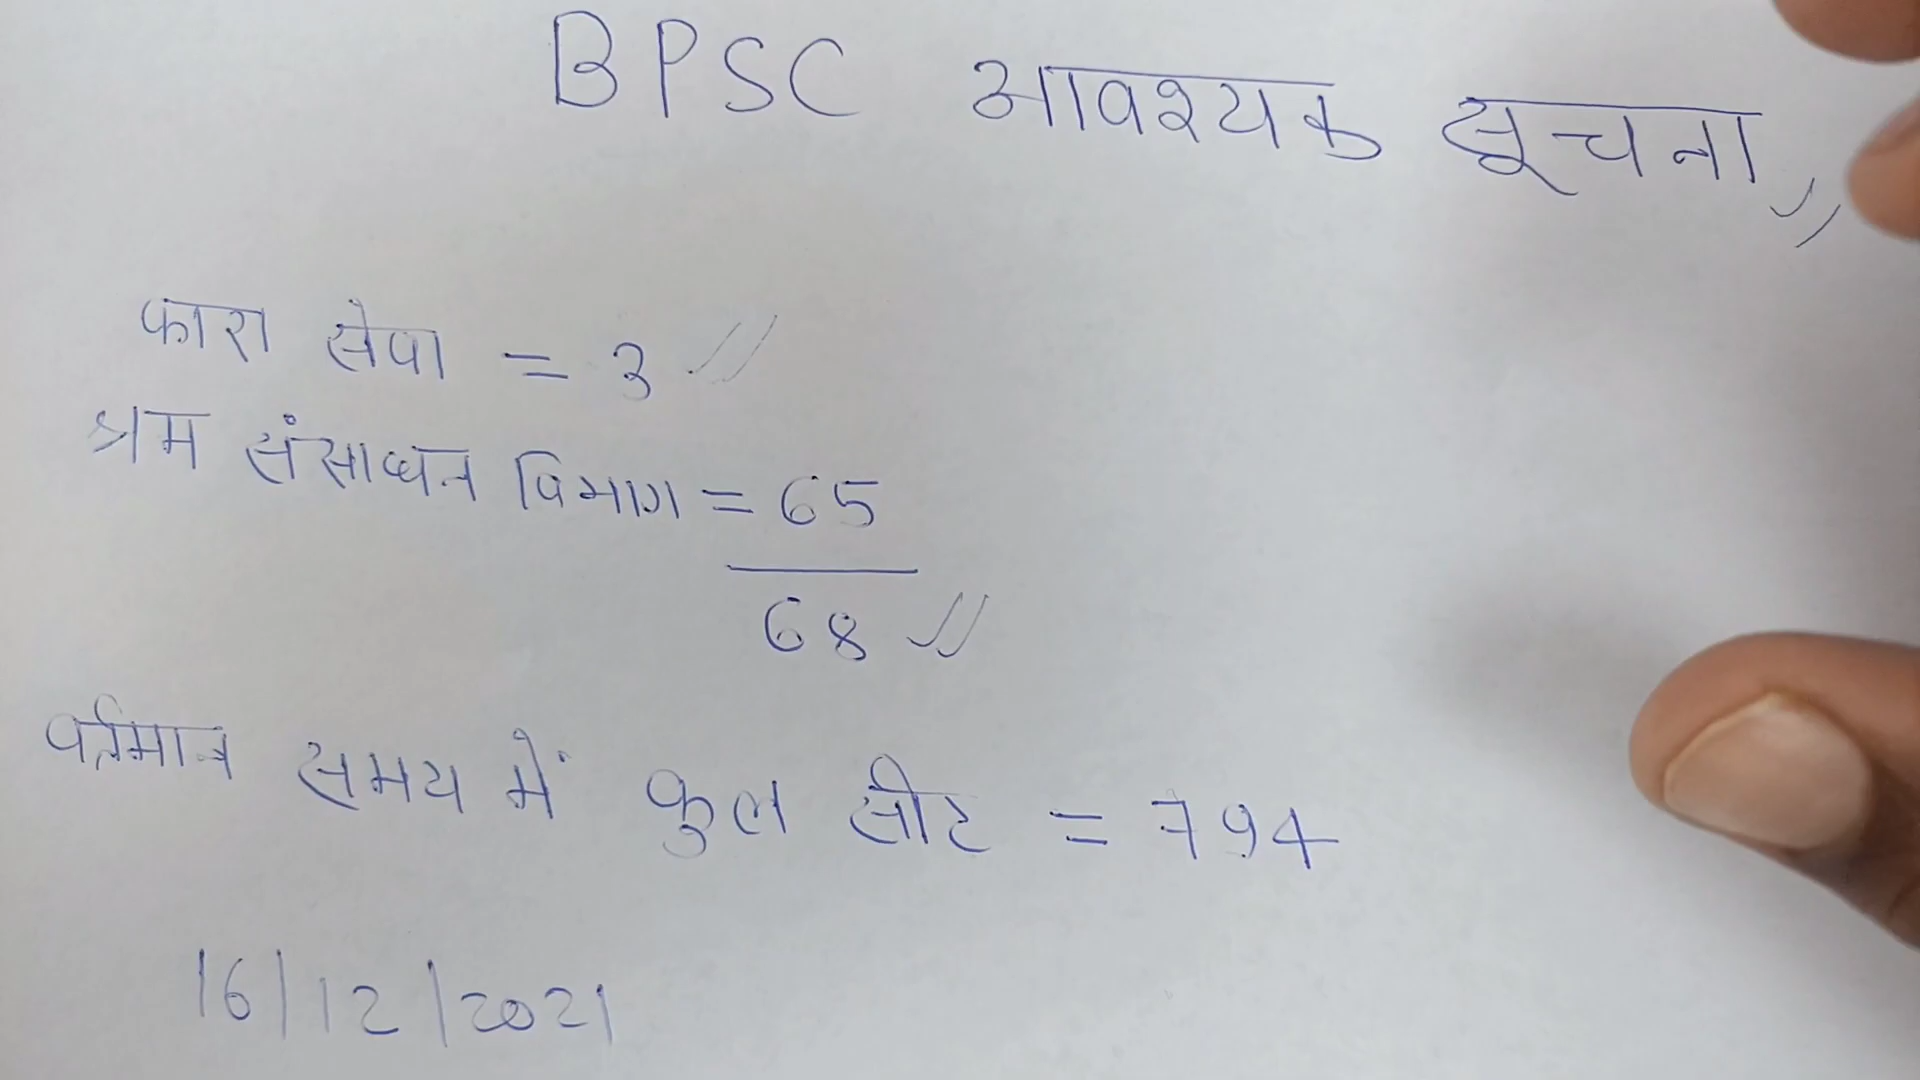 BPSC आवश्यक सूचना,,
कारा सेवा = 3 //
श्रम संसाधन विभाग = 65
68 //
वर्तमान समय में कुल सीट = 794
16/12/2021